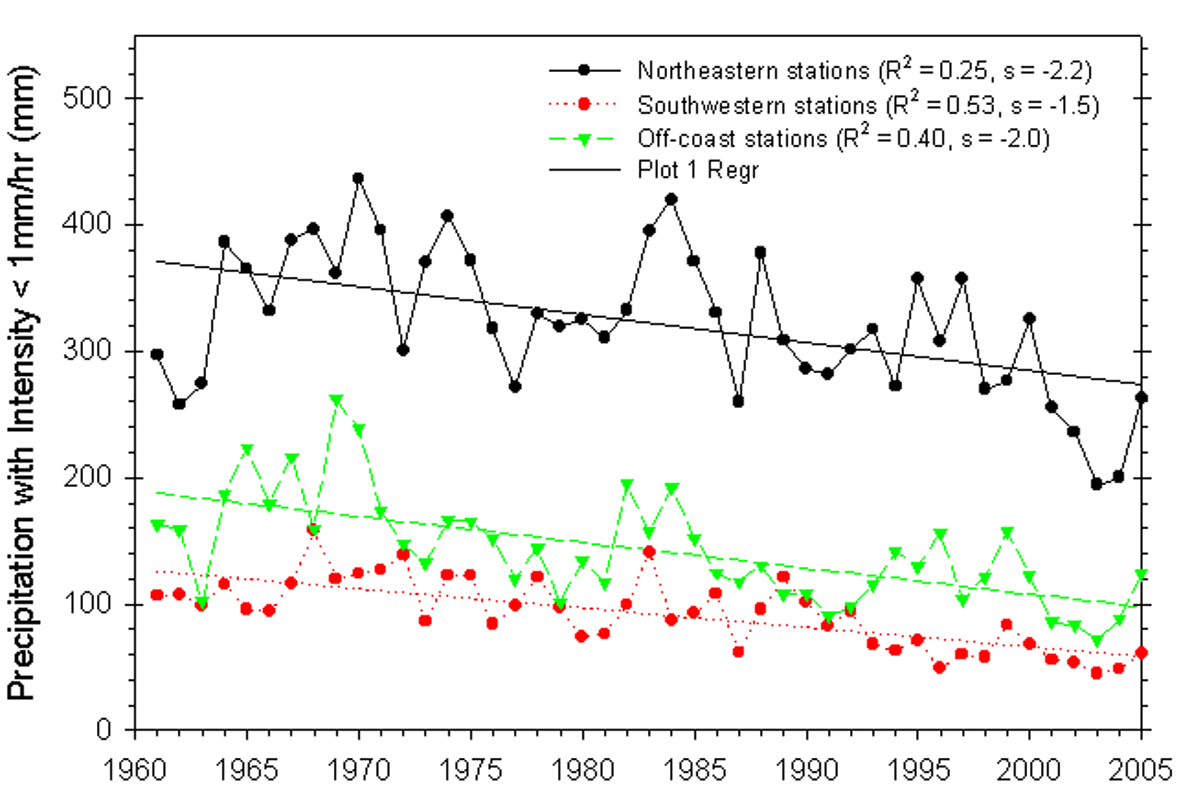 Precipitation with Intensity < 1mm/hr (mm)
Northeastern stations (R² = 0.25, s = -2.2)
Southwestern stations (R² = 0.53, s = -1.5)
Off-coast stations (R² = 0.40, s = -2.0)
Plot 1 Regr
500
400
300
200
100
0
1960 1965 1970 1975 1980 1985 1990 1995 2000 2005